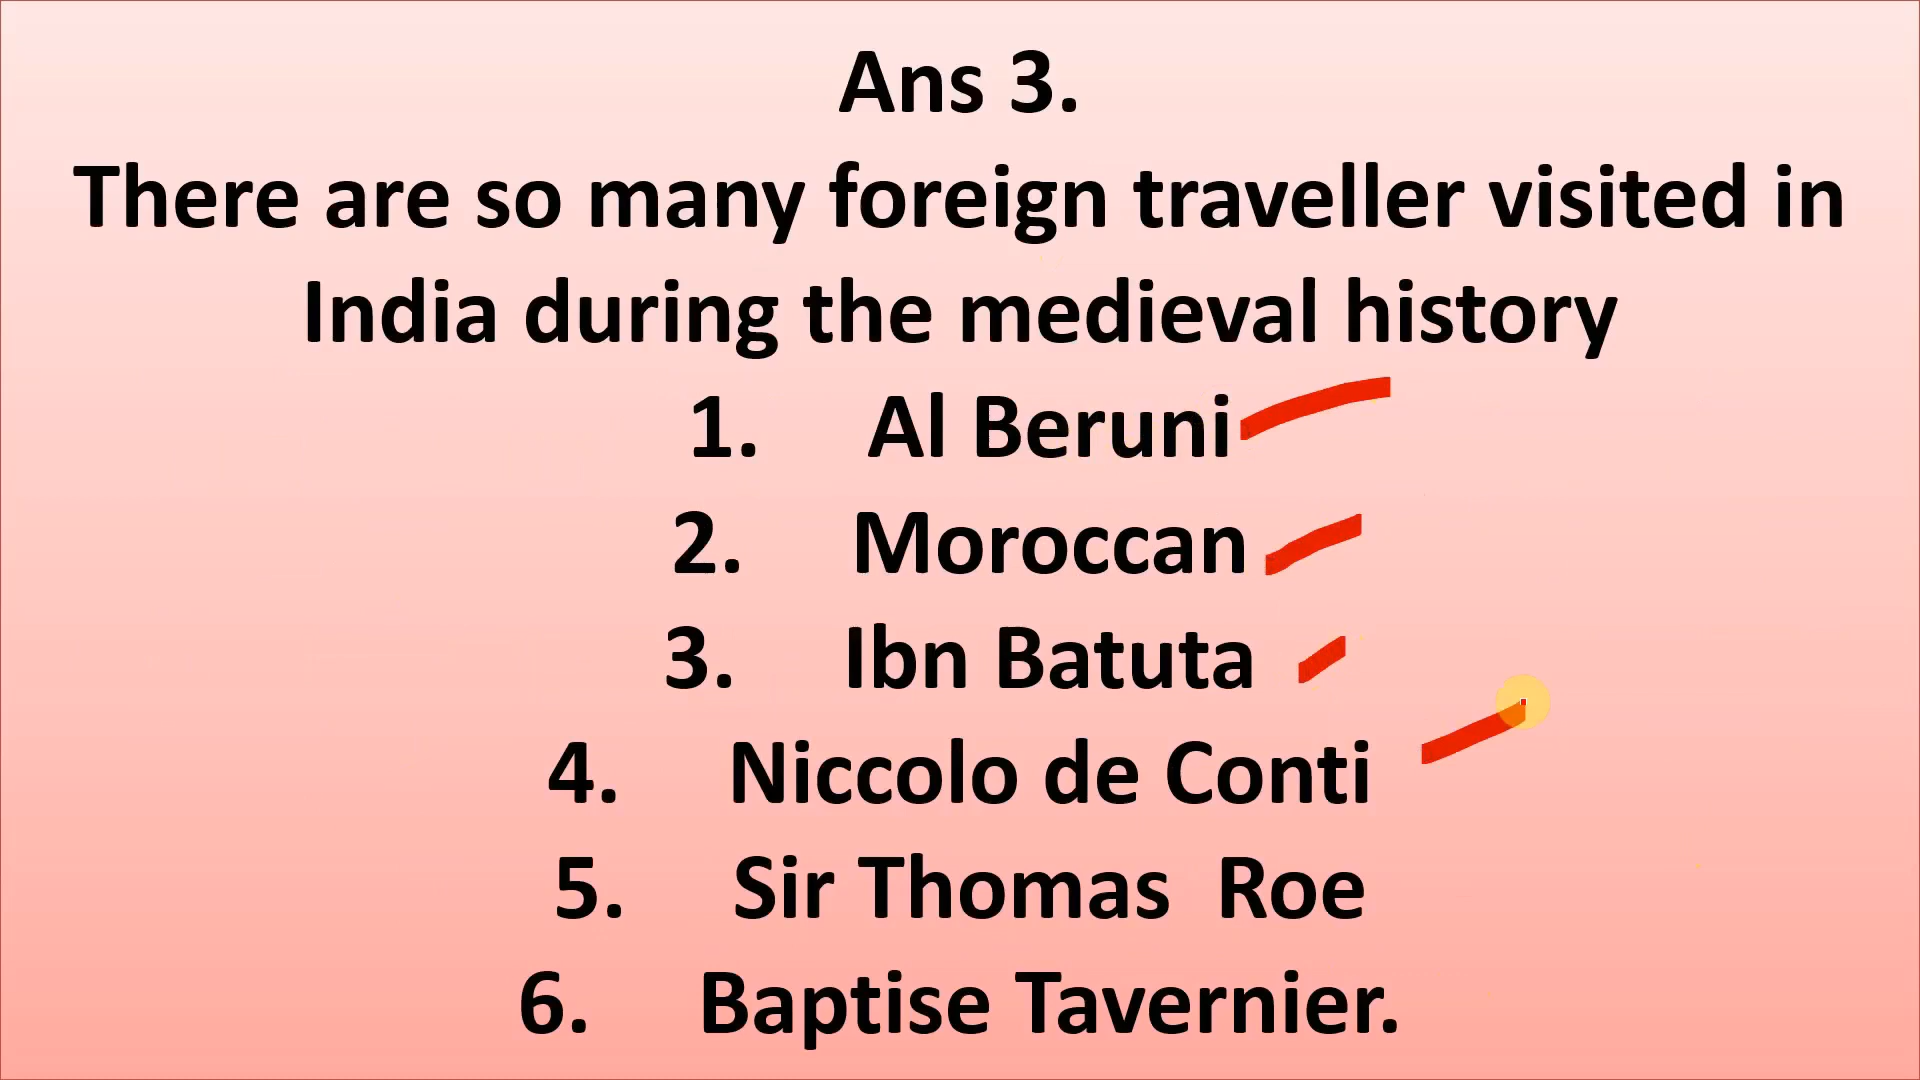 Ans 3.
There are so many foreign traveller visited in
India during the medieval history
1. Al Beruni
2. Moroccan
3. Ibn Batuta
4. Niccolo de Conti
5. Sir Thomas Roe
6. Baptise Tavernier.